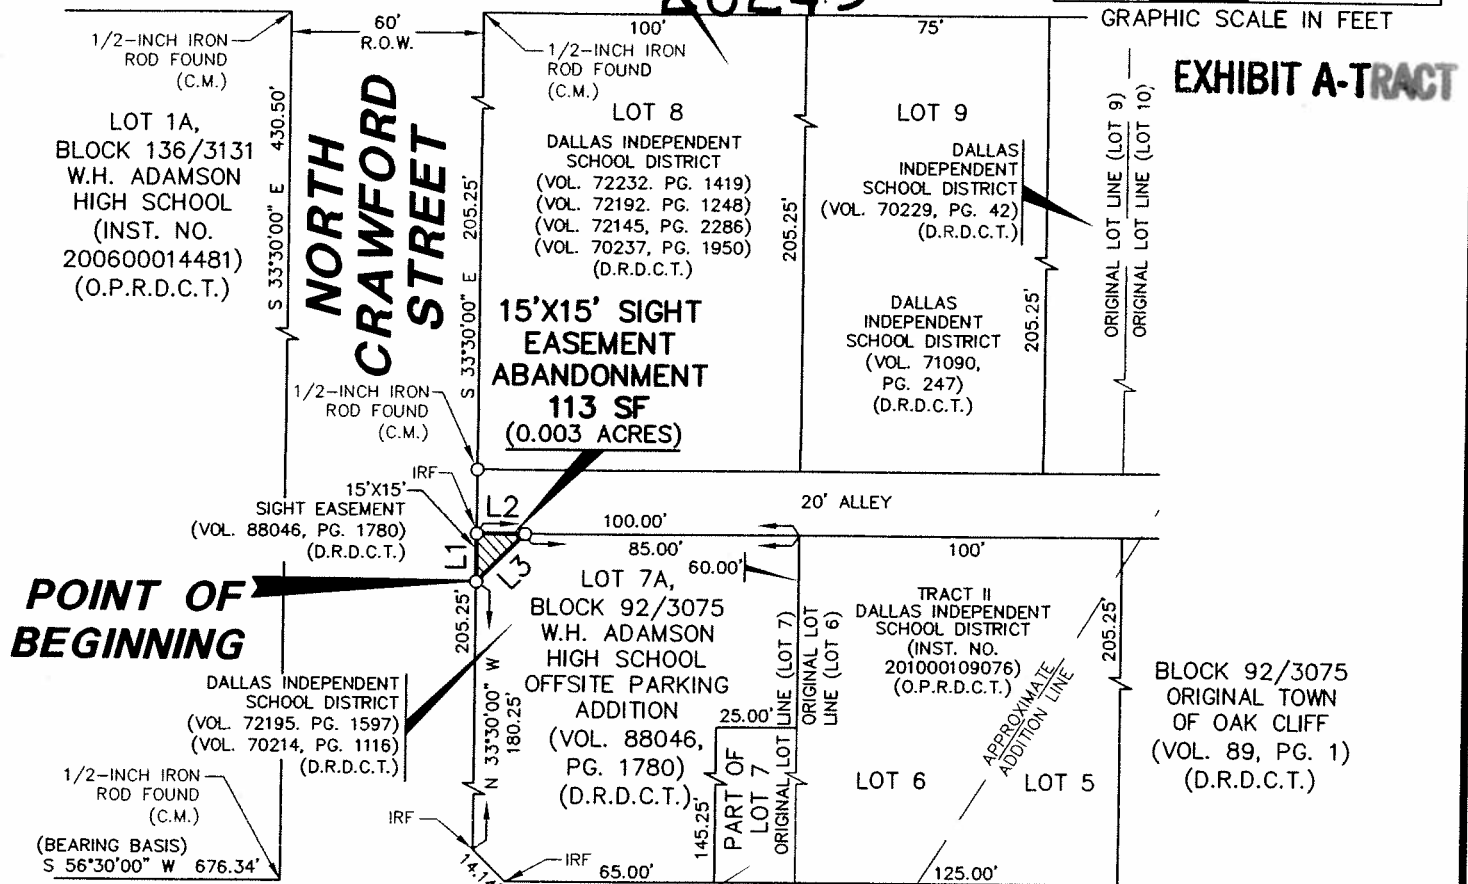 GRAPHIC SCALE IN FEET
EXHIBIT A-TRACT
60'
R.O.W.
100'
75'
1/2-INCH IRON
ROD FOUND
(C.M.)
1/2-INCH IRON
ROD FOUND
(C.M.)
LOT 1A,
BLOCK 136/3131
W.H. ADAMSON
HIGH SCHOOL
(INST. NO.
200600014481)
(O.P.R.D.C.T.)
S 33°30'00" E 430.50'
NORTH
CRAWFORD
STREET
S 33°30'00" E 205.25'
LOT 8
DALLAS INDEPENDENT
SCHOOL DISTRICT
(VOL. 72232. PG. 1419)
(VOL. 72192. PG. 1248)
(VOL. 72145, PG. 2286)
(VOL. 70237, PG. 1950)
(D.R.D.C.T.)
205.25'
LOT 9
DALLAS
INDEPENDENT
SCHOOL DISTRICT
(VOL. 70229, PG. 42)
(D.R.D.C.T.)
DALLAS
INDEPENDENT
SCHOOL DISTRICT
(VOL. 71090,
PG. 247)
(D.R.D.C.T.)
205.25'
ORIGINAL LOT LINE (LOT 9)
ORIGINAL LOT LINE (LOT 10)
15'X15' SIGHT
EASEMENT
ABANDONMENT
113 SF
(0.003 ACRES)
1/2-INCH IRON
ROD FOUND
(C.M.)
IRF
15'X15'
SIGHT EASEMENT
(VOL. 88046, PG. 1780)
(D.R.D.C.T.)
L2
L1
L3
20' ALLEY
100.00'
85.00'
60.00'
100'
POINT OF
BEGINNING
205.25'
LOT 7A,
BLOCK 92/3075
W.H. ADAMSON
HIGH SCHOOL
OFFSITE PARKING
ADDITION
(VOL. 88046,
PG. 1780)
(D.R.D.C.T.)
ORIGINAL LOT LINE (LOT 7)
ORIGINAL LOT
LINE (LOT 6)
TRACT II
DALLAS INDEPENDENT
SCHOOL DISTRICT
(INST. NO.
201000109076)
(O.P.R.D.C.T.)
APPROXIMATE
ADDITION LINE
205.25'
BLOCK 92/3075
ORIGINAL TOWN
OF OAK CLIFF
(VOL. 89, PG. 1)
(D.R.D.C.T.)
DALLAS INDEPENDENT
SCHOOL DISTRICT
(VOL. 72195. PG. 1597)
(VOL. 70214, PG. 1116)
(D.R.D.C.T.)
N 33°30'00" W
180.25'
25.00'
PART OF
LOT 7
145.25'
LOT 6
LOT 5
1/2-INCH IRON
ROD FOUND
(C.M.)
(BEARING BASIS)
S 56°30'00" W 676.34'
IRF
IRF
65.00'
125.00'